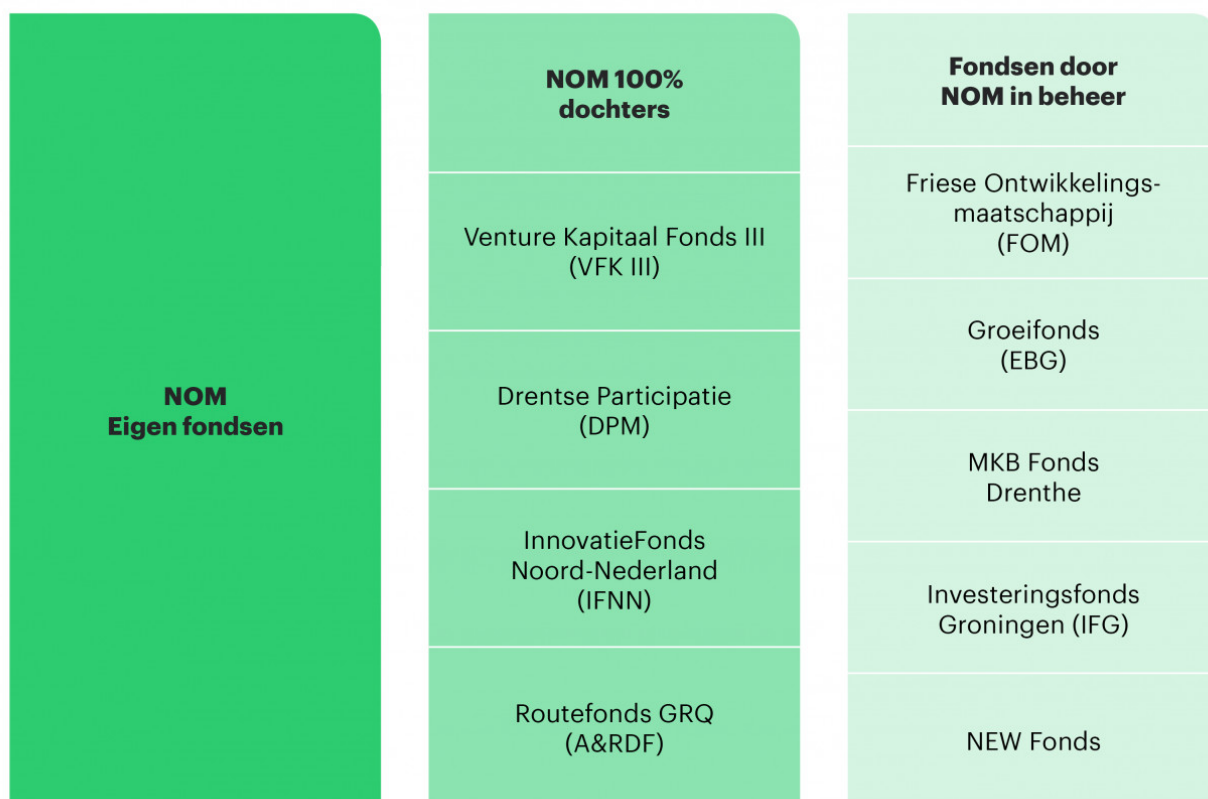 NOM
Eigen fondsen
NOM 100%
dochters
Venture Kapitaal Fonds III
(VFK III)
Drentse Participatie
(DPM)
InnovatieFonds
Noord-Nederland
(IFNN)
Routefonds GRQ
(A&RDF)
Fondsen door
NOM in beheer
Friese Ontwikkelings-
maatschappij
(FOM)
Groeifonds
(EBG)
MKB Fonds
Drenthe
Investeringsfonds
Groningen (IFG)
NEW Fonds